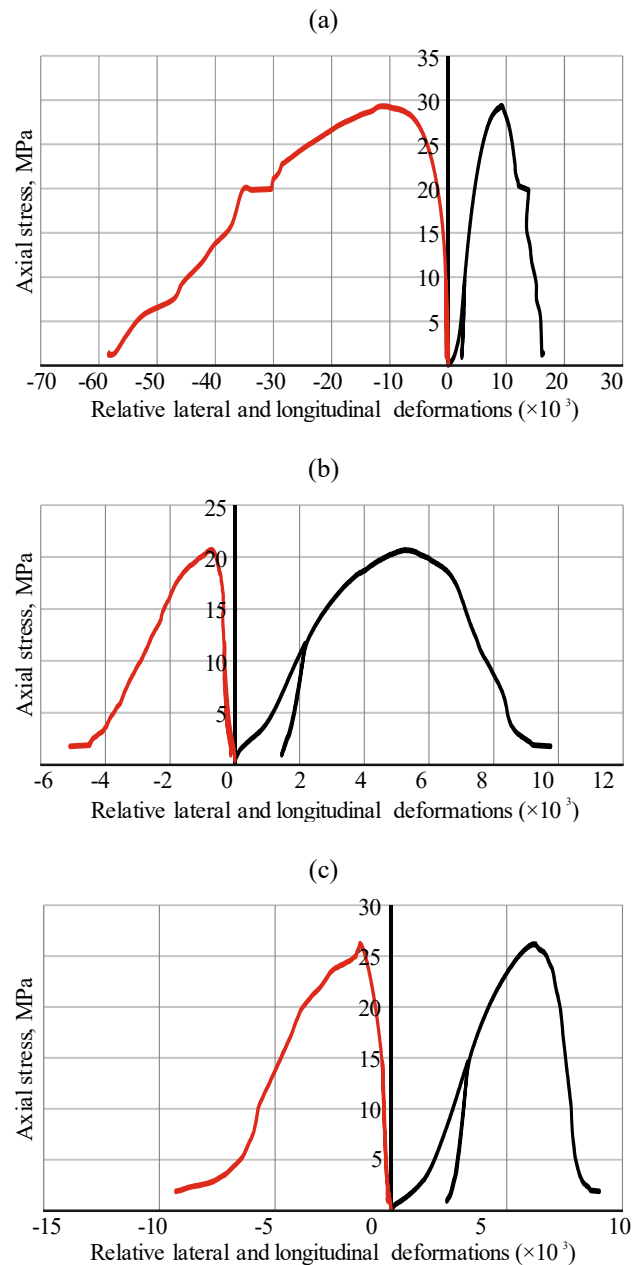 (a)
Axial stress, MPa
35
30
25
20
15
10
5
-70 -60 -50 -40 -30 -20 -10 0 10 20 30
Relative lateral and longitudinal deformations (×10 ³)
(b)
Axial stress, MPa
25
20
15
10
5
-6 -4 -2 0 2 4 6 8 10 12
Relative lateral and longitudinal deformations (×10 ³)
(c)
Axial stress, MPa
30
25
20
15
10
5
-15 -10 -5 0 5 10
Relative lateral and longitudinal deformations (×10 ³)